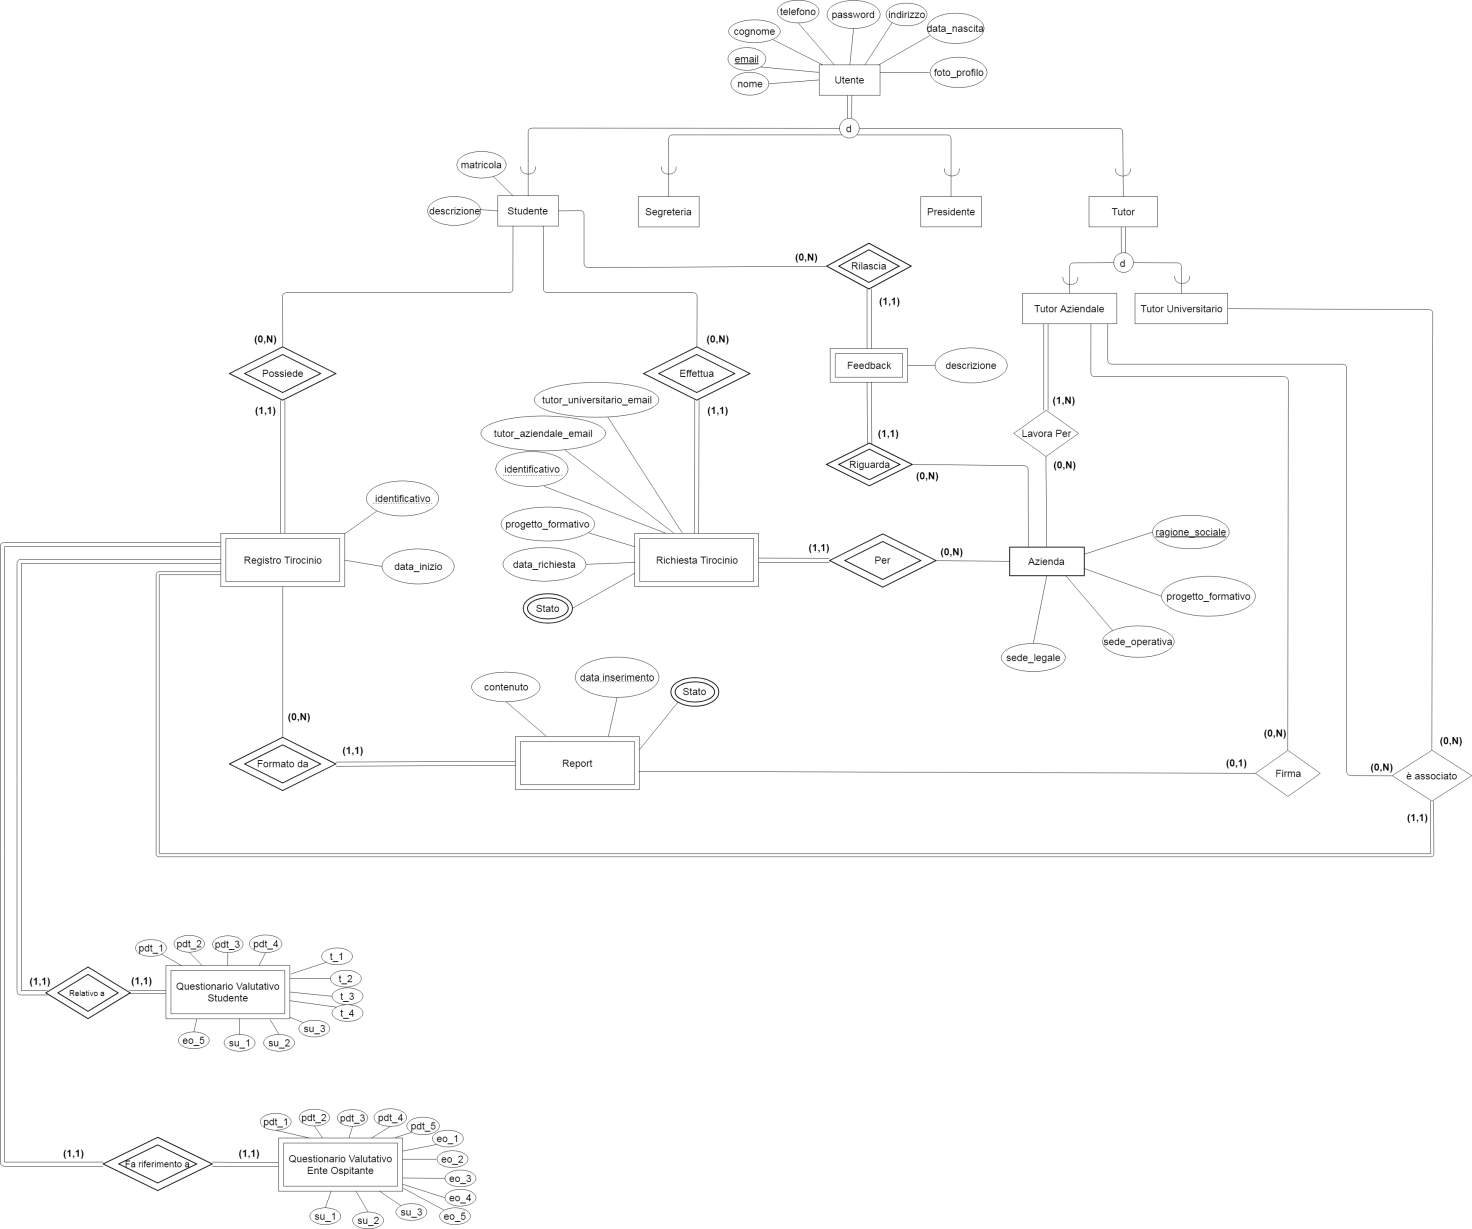 telefono
password
indirizzo
cognome
data_nascita
email
foto_profilo
nome
Utente
d
matricola
descrizione
Studente
Segreteria
Presidente
Tutor
(0,N)
Rilascia
d
(1,1)
Tutor Aziendale
Tutor Universitario
(0,N)
(0,N)
Possiede
Effettua
Feedback
descrizione
(1,1)
(1,1)
tutor_universitario_email
(1,N)
tutor_aziendale_email
(1,1)
Lavora Per
identificativo
Riguarda
(0,N)
(0,N)
identificativo
progetto_formativo
ragione_sociale
Registro Tirocinio
data_inizio
data_richiesta
Richiesta Tirocinio
(1,1)
Per
(0,N)
Azienda
progetto_formativo
Stato
sede_operativa
sede_legale
contenuto
data inserimento
Stato
(0,N)
(0,N)
(0,N)
Formato da
(1,1)
Report
(0,1)
Firma
(0,N)
è associato
(1,1)
pdt_1
pdt_2
pdt_3
pdt_4
t_1
t_2
t_3
t_4
(1,1)
Relativo a
(1,1)
Questionario Valutativo
Studente
eo_5
su_1
su_2
su_3
pdt_1
pdt_2
pdt_3
pdt_4
pdt_5
eo_1
eo_2
eo_3
eo_4
eo_5
(1,1)
Fa riferimento a
(1,1)
Questionario Valutativo
Ente Ospitante
su_1
su_2
su_3